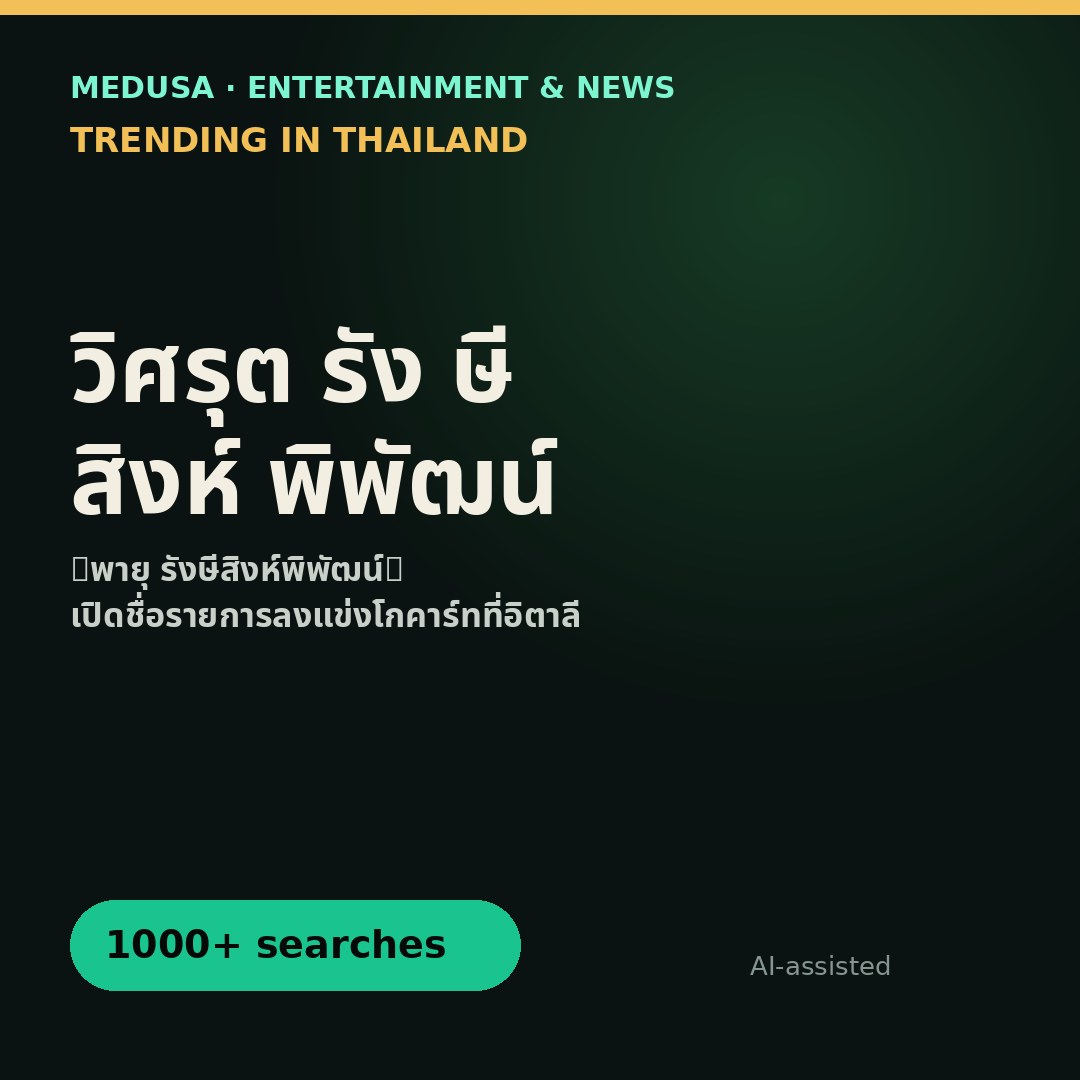 MEDUSA · ENTERTAINMENT & NEWS
TRENDING IN THAILAND
วิศรุต รัง ษี
สิงห์ พิพัฒน์
พายุ รังษีสิงห์พิพัฒน์
เปิดชื่อรายการลงแข่งโกคาร์ทที่อิตาลี
1000+ searches
AI-assisted